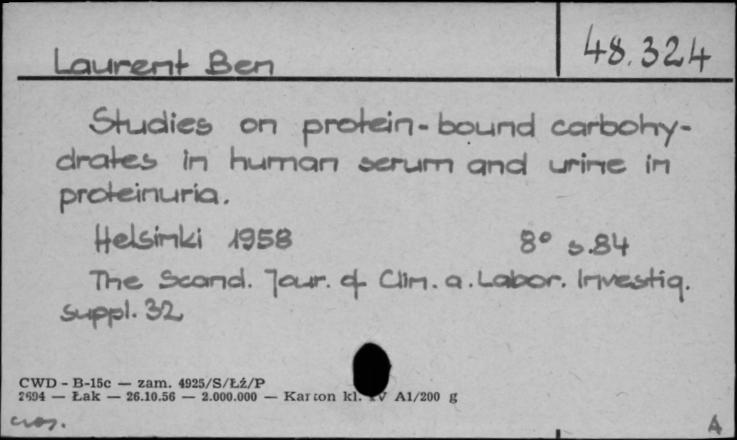 Laurent Ben
48.324
Studies on protein-bound carbohy-
drates in human serum and urine in
proteinuria.
Helsinki 1958 8° s.84
The Scand. Jour. of Clin. a. Labor. Investig.
suppl. 32
CWD - B-15c — zam. 4925/S/Łż/P
2694 — Łak — 26.10.56 — 2.000.000 — Karton kl. IV A1/200 g
A